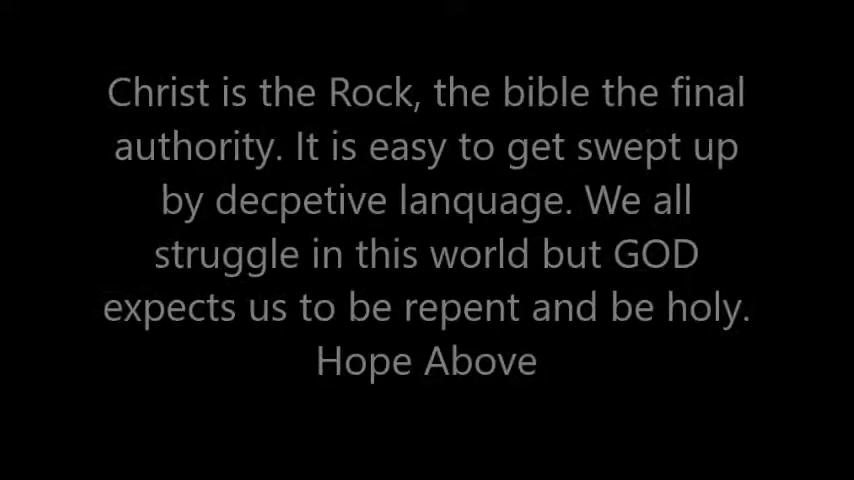 Christ is the Rock, the bible the final
authority. It is easy to get swept up
by decpetive lanquage. We all
struggle in this world but GOD
expects us to be repent and be holy.
Hope Above